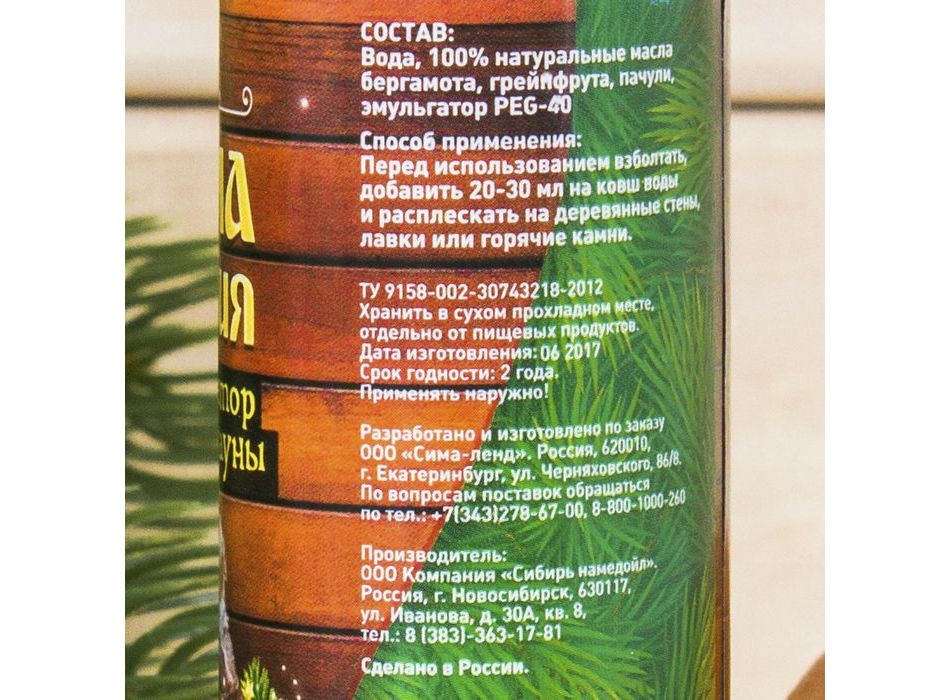 СОСТАВ:
Вода, 100% натуральные масла
бергамота, грейпфрута, пачули,
эмульгатор PEG-40
Способ применения:
Перед использованием взболтать,
добавить 20-30 мл на ковш воды
и расплескать на деревянные стены,
лавки или горячие камни.
ТУ 9158-002-30743218-2012
Хранить в сухом прохладном месте,
отдельно от пищевых продуктов.
Дата изготовления: 06 2017
Срок годности: 2 года.
Применять наружно!
Разработано и изготовлено по заказу
ООО «Сима-ленд». Россия, 620010,
г. Екатеринбург, ул. Черняховского, 86/8.
По вопросам поставок обращаться
по тел.: +7(343)278-67-00, 8-800-1000-260
Производитель:
ООО Компания «Сибирь намедойл».
Россия, г. Новосибирск, 630117,
ул. Иванова, д. 30А, кв. 8,
тел.: 8 (383)-363-17-81
Сделано в России.